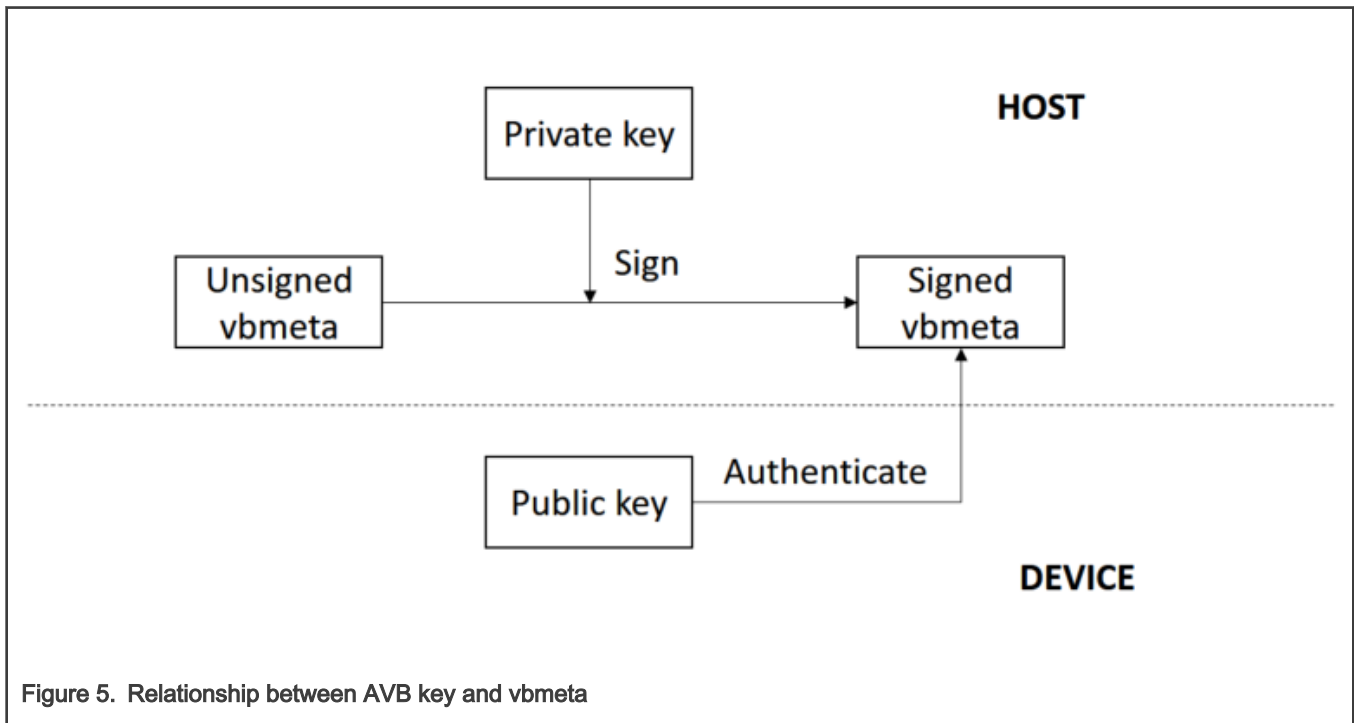 Private key
HOST
Sign
Unsigned
vbmeta
Signed
vbmeta
Public key
Authenticate
DEVICE
Figure 5. Relationship between AVB key and vbmeta